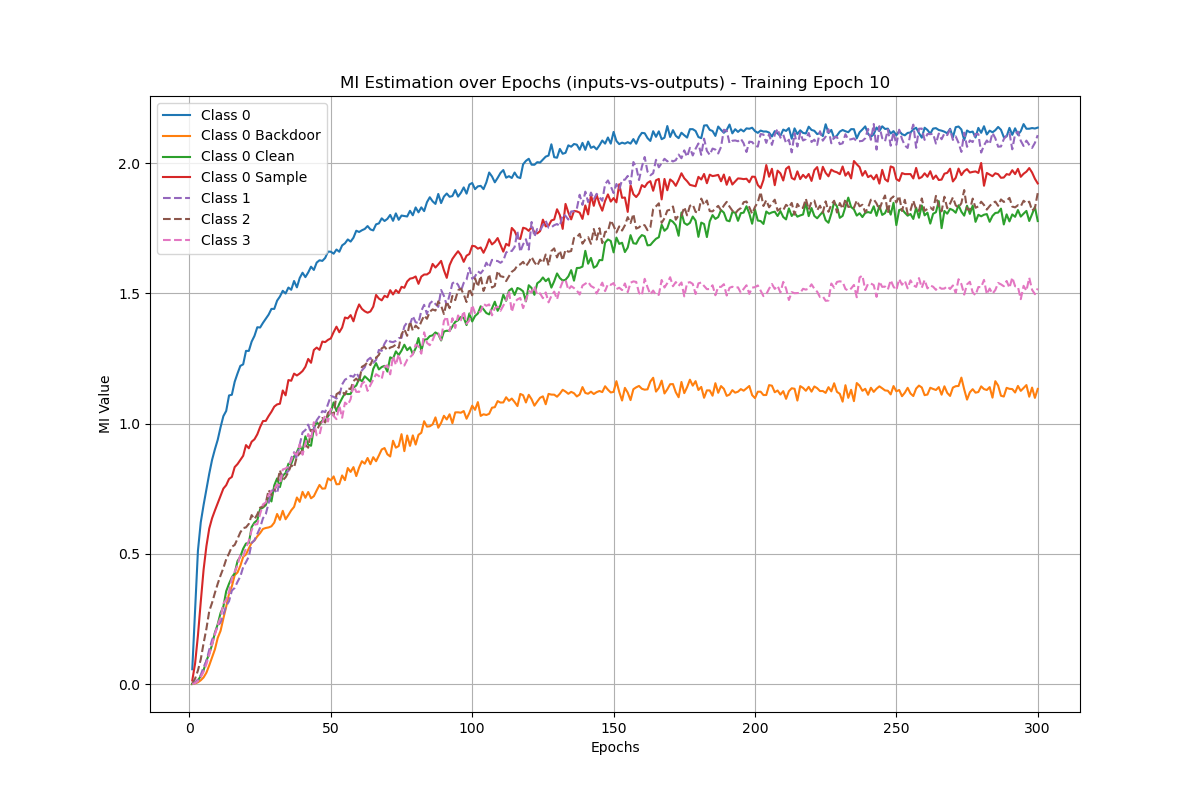 MI Estimation over Epochs (inputs-vs-outputs) - Training Epoch 10
Class 0
Class 0 Backdoor
Class 0 Clean
Class 0 Sample
Class 1
Class 2
Class 3
MI Value
2.0
1.5
1.0
0.5
0.0
0 50 100 150 200 250 300
Epochs